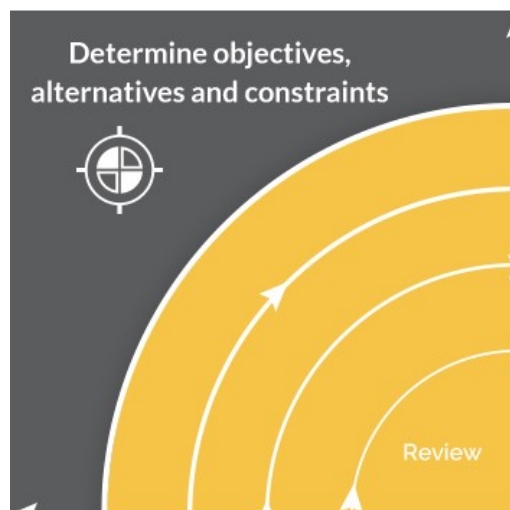 Determine objectives,
alternatives and constraints
Review